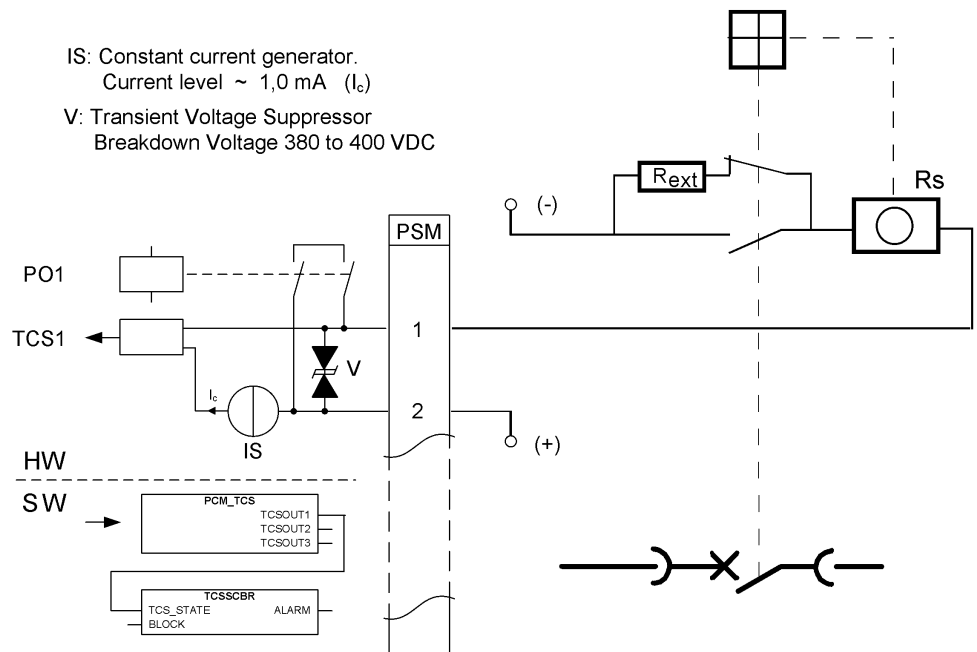 IS: Constant current generator.
Current level ~ 1,0 mA (Ic)
V: Transient Voltage Suppressor
Breakdown Voltage 380 to 400 VDC
Rext
Rs
(-)
PSM
PO1
1
TCS1
V
Ic
2
IS
(+)
HW
SW
PCM_TCS
TCSOUT1
TCSOUT2
TCSOUT3
TCSSCBR
TCS_STATE ALARM
BLOCK